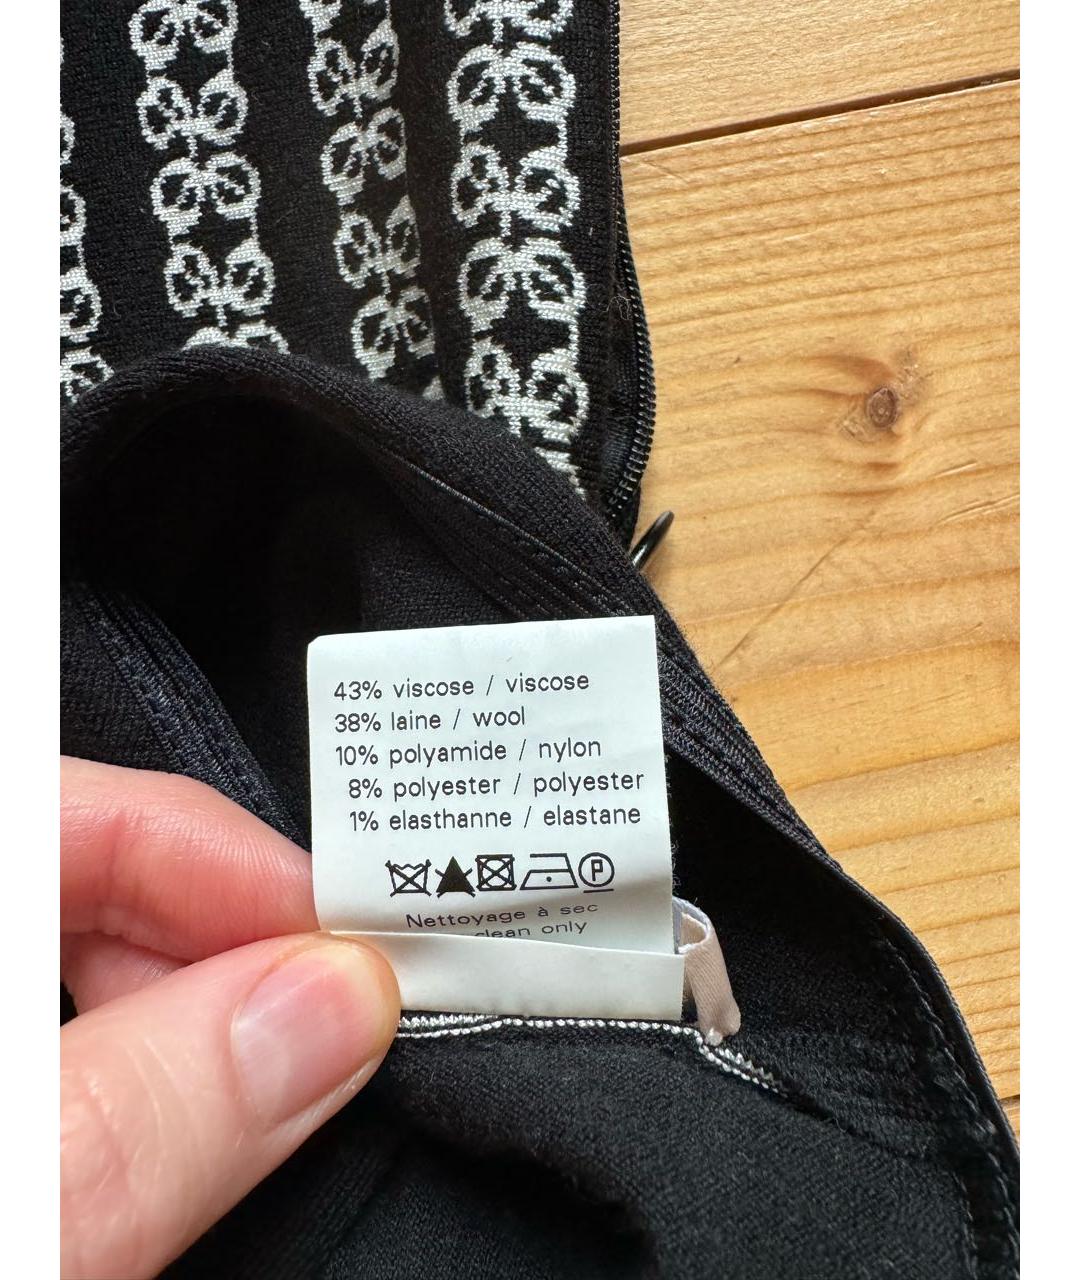 43% viscose / viscose
38% laine / wool
10% polyamide / nylon
8% polyester / polyester
1% elasthanne / elastane
P
Nettoyage à sec
clean only